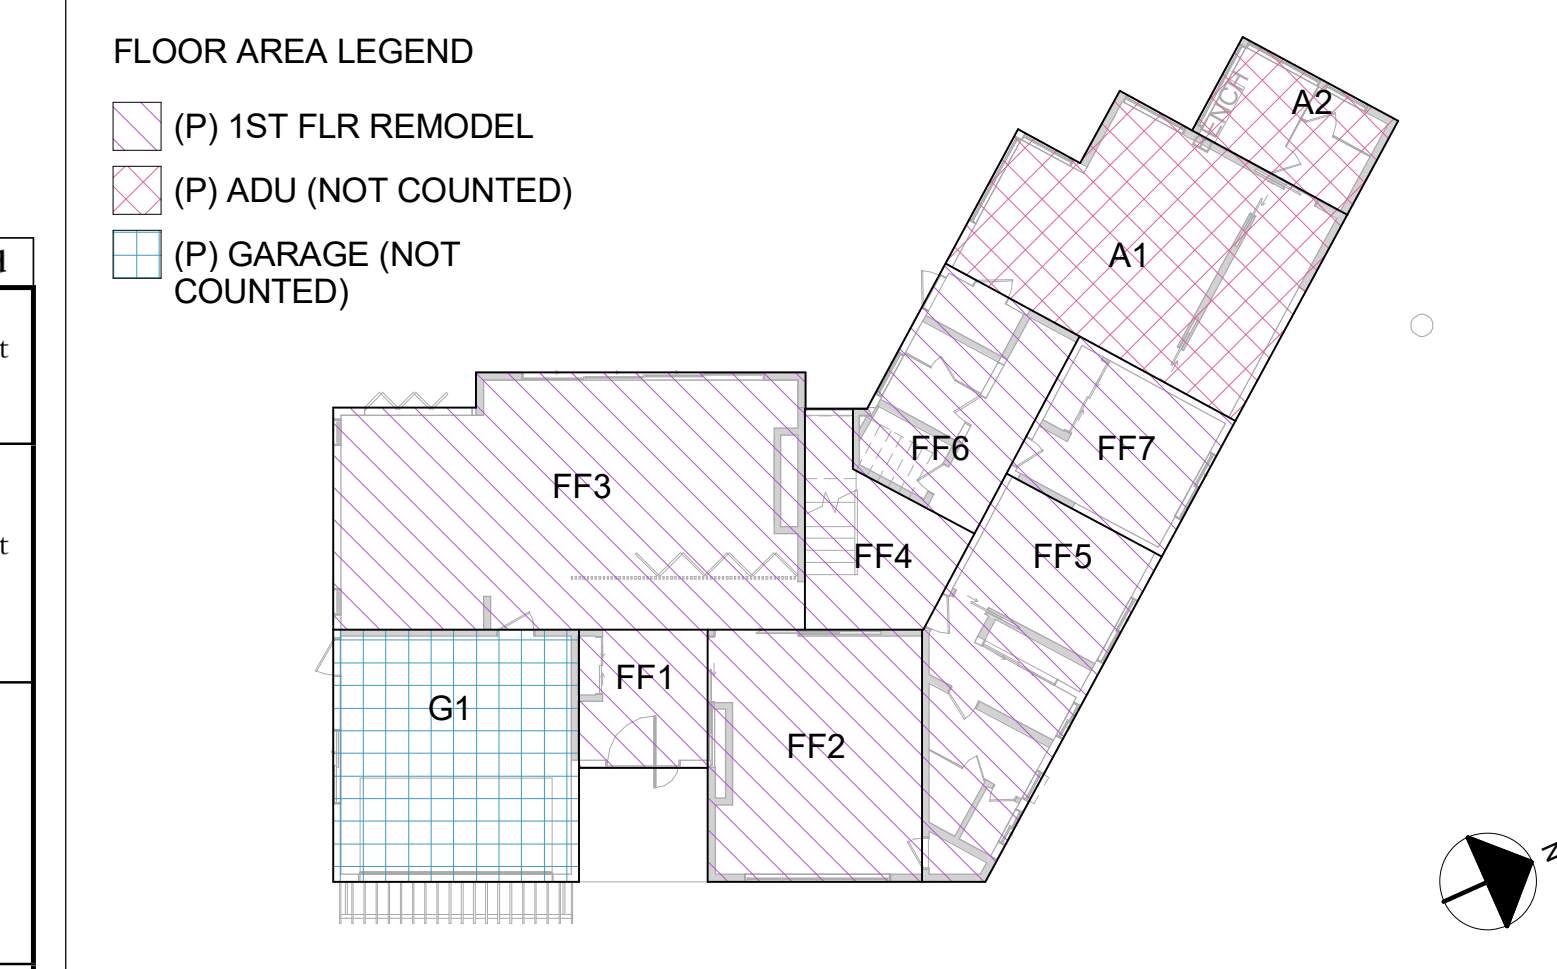 FLOOR AREA LEGEND
(P) 1ST FLR REMODEL
(P) ADU (NOT COUNTED)
(P) GARAGE (NOT
COUNTED)
A2
A1
FF6
FF7
FF3
FF4
FF5
FF1
G1
FF2
N
t
t